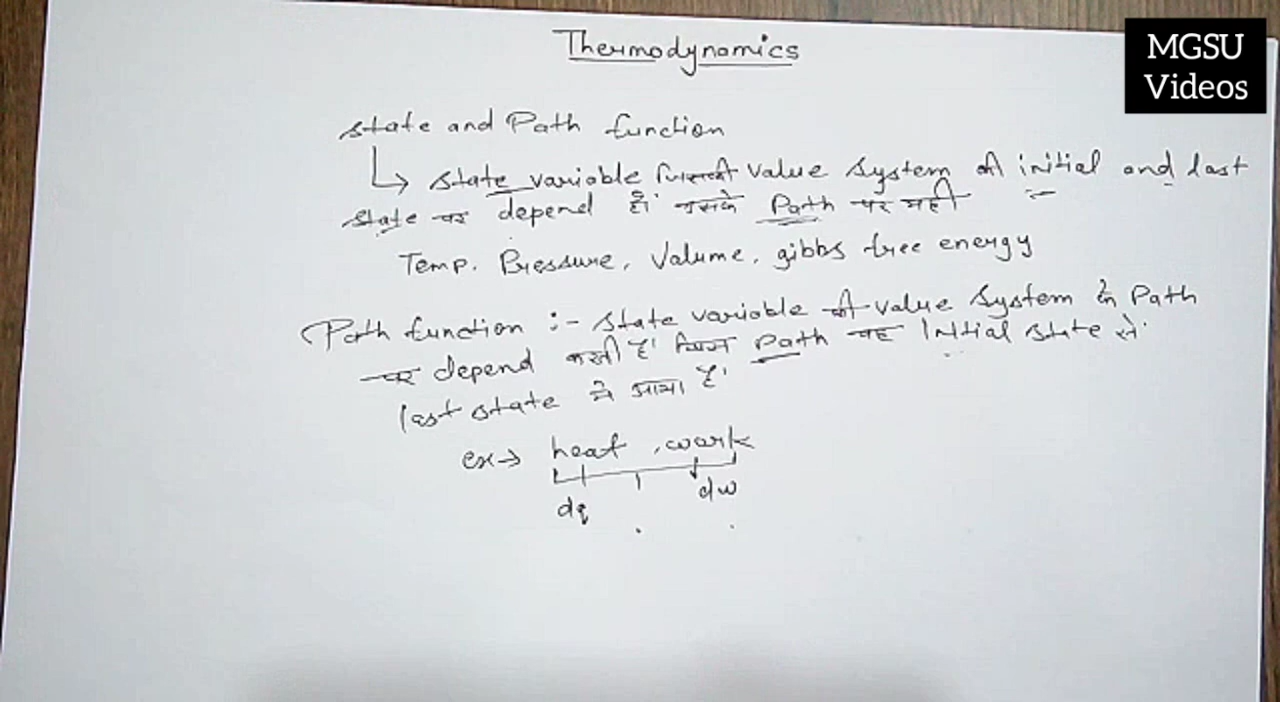 Thermodynamics
MGSU
Videos
State and Path function
↳ State variable जिसकी value system की initial and last
state पर depend हो उसके Path पर नही
Temp. Pressure, Volume, gibbs free energy
Path function :- State variable की value system के Path
पर depend करती है जिस Path वह Initial state से
last state मे आया है
ex→ heat , work
dq dw